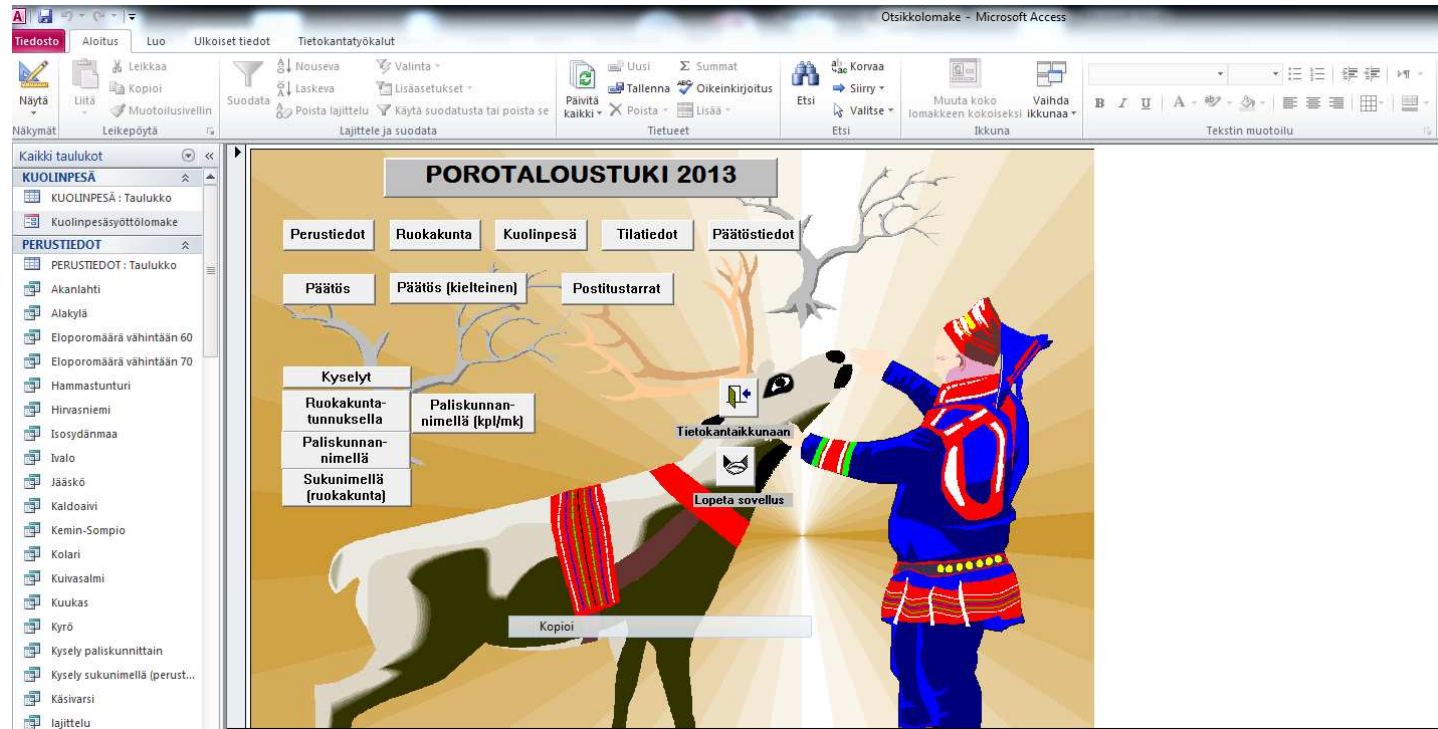 Otsikkolomake - Microsoft Access
Tiedosto Aloitus Luo Ulkoiset tiedot Tietokantatyökalut
Näytä
Näkymät
Liitä
Leikkaa
Kopioi
Muotoilusivellin
Leikepöytä
Suodata
Nouseva
Laskeva
Poista lajittelu
Valinta
Lisäasetukset
Käytä suodatusta tai poista se
Lajittele ja suodata
Päivitä
kaikki
Uusi
Tallenna
Poista
Summat
Oikeinkirjoitus
Lisää
Tietueet
Etsi
Korvaa
Siirry
Valitse
Etsi
Muuta koko
lomakkeen kokoiseksi
Vaihda
ikkunaa
Ikkuna
B I U A
Tekstin muotoilu
Kaikki taulukot
KUOLINPESÄ
KUOLINPESÄ : Taulukko
Kuolinpesäsyöttölomake
PERUSTIEDOT
PERUSTIEDOT : Taulukko
Akanlahti
Alakylä
Eloporomäärä vähintään 60
Eloporomäärä vähintään 70
Hammastunturi
Hirvasniemi
Isosydänmaa
Ivalo
Jääskö
Kaldoaivi
Kemin-Sompio
Kolari
Kuivasalmi
Kuukas
Kyrö
Kysely paliskunnittain
Kysely sukunimellä (perust...
Käsivarsi
lajittelu
POROTALOUSTUKI 2013
Perustiedot Ruokakunta Kuolinpesä Tilatiedot Päätöstiedot
Päätös Päätös (kielteinen) Postitustarrat
Kyselyt
Ruokakunta-
tunnuksella
Paliskunnan-
nimellä (kpl/mk)
Paliskunnan-
nimellä
Sukunimellä
(ruokakunta)
Tietokantaikkunaan
Lopeta sovellus
Kopioi